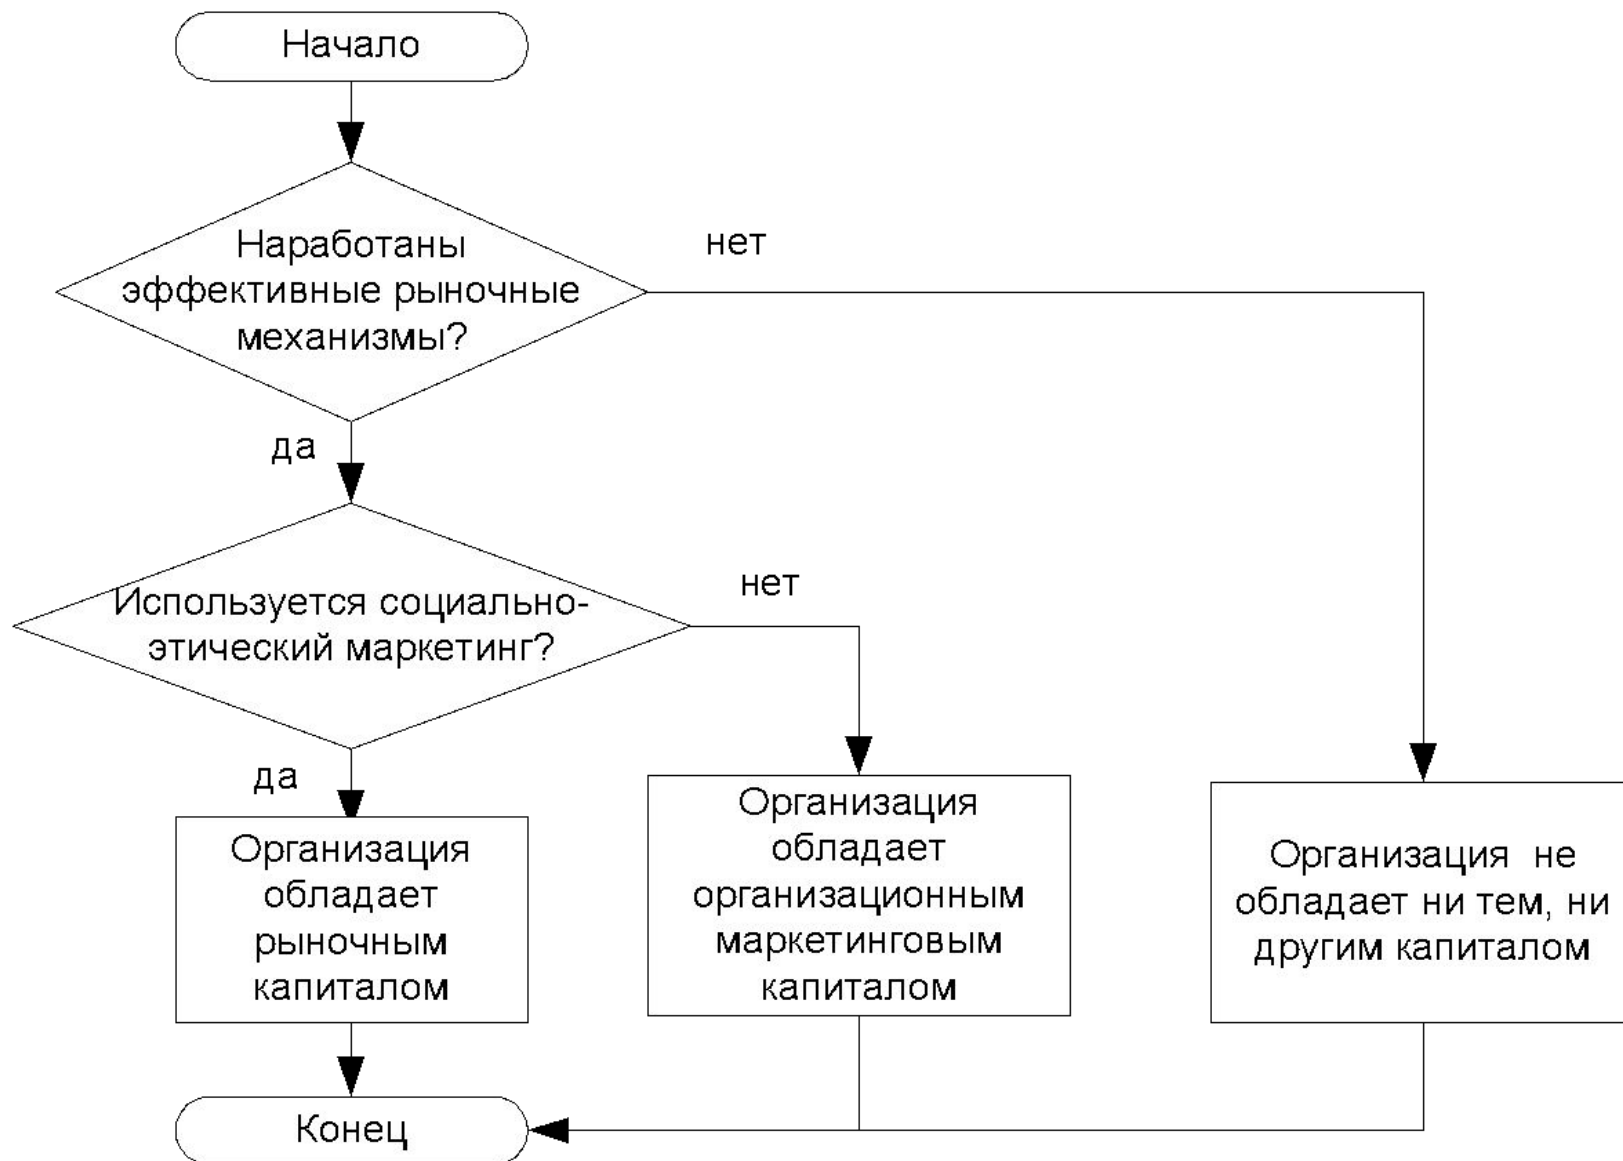 Начало
Наработаны
эффективные рыночные
механизмы?
нет
да
Используется социально-
этический маркетинг?
нет
да
Организация
обладает
рыночным
капиталом
Организация
обладает
организационным
маркетинговым
капиталом
Организация  не
обладает ни тем, ни
другим капиталом
Конец